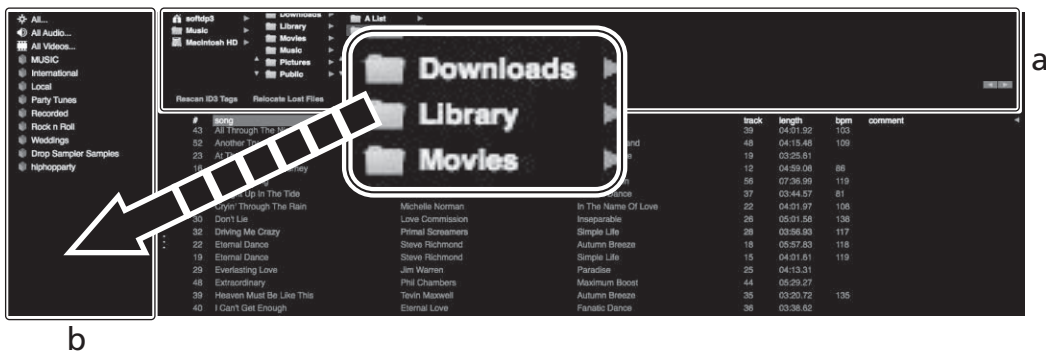 All...
All Audio...
All Videos...
MUSIC
International
Local
Party Tunes
Recorded
Rock n Roll
Weddings
Drop Sampler Samples
hiphopparty
softdp3
Music
Macintosh HD
Downloads
Library
Movies
Music
Pictures
Public
A List
Rescan ID3 Tags Relocate Lost Files
Downloads
Library
Movies
a
# song track length bpm comment
43 All Through The 39 04:01.92 103
52 Another 48 04:15.48 109
23 19 03:25.61
12 04:59.06 86
56 07:36.99 119
Up In The Tide 37 03:44.57 81
Cryin' Through The Rain Michelle Norman In The Name Of Love 22 04:01.97 108
30 Don't Lie Love Commission Inseparable 26 05:01.58 138
32 Driving Me Crazy Primal Screamers Simple Life 28 03:56.93 117
22 Eternal Dance Steve Richmond Autumn Breeze 18 05:57.83 118
19 Eternal Dance Steve Richmond Simple Life 15 04:01.61 119
29 Everlasting Love Jim Warren Paradise 25 04:13.31
48 Extraordinary Phil Chambers Maximum Boost 44 05:29.27
39 Heaven Must Be Like This Tevin Maxwell Autumn Breeze 35 03:20.72 135
40 I Can't Get Enough Eternal Love Fanatic Dance 36 03:38.62
b